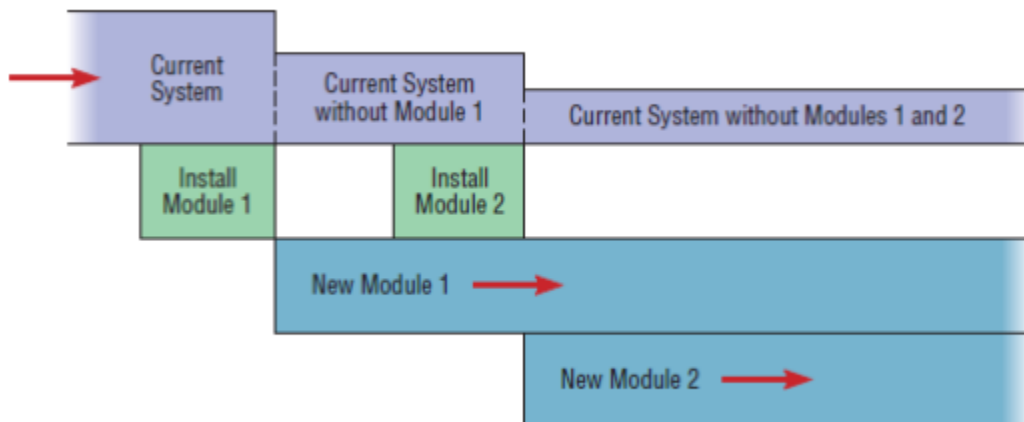 Current
System
Current System
without Module 1
Current System without Modules 1 and 2
Install
Module 1
Install
Module 2
New Module 1
New Module 2